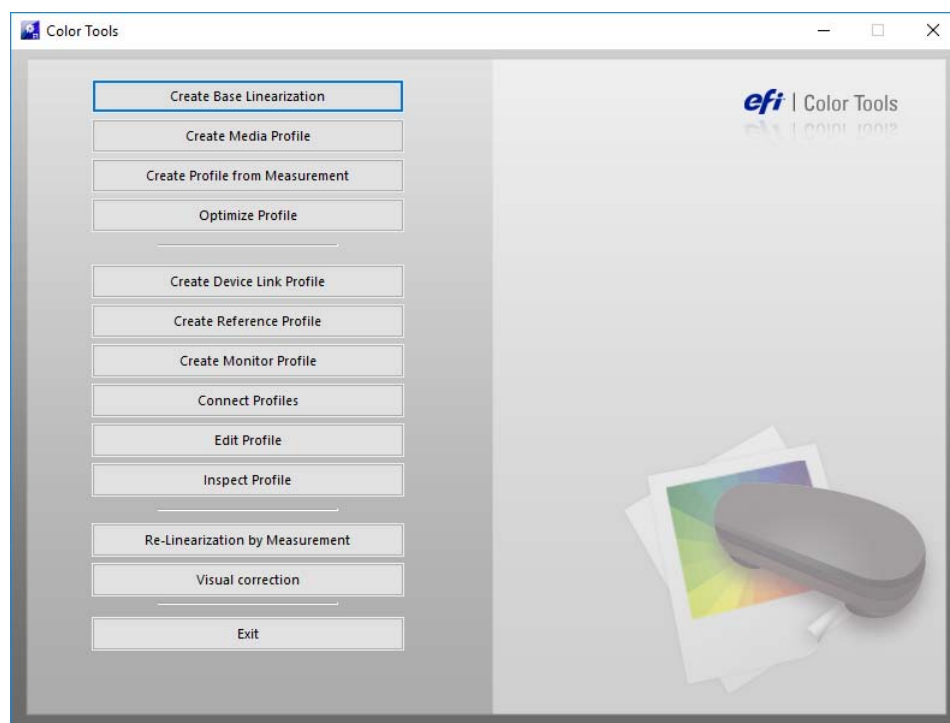 Color Tools
Create Base Linearization
efi | Color Tools
Create Media Profile
Create Profile from Measurement
Optimize Profile
Create Device Link Profile
Create Reference Profile
Create Monitor Profile
Connect Profiles
Edit Profile
Inspect Profile
Re-Linearization by Measurement
Visual correction
Exit